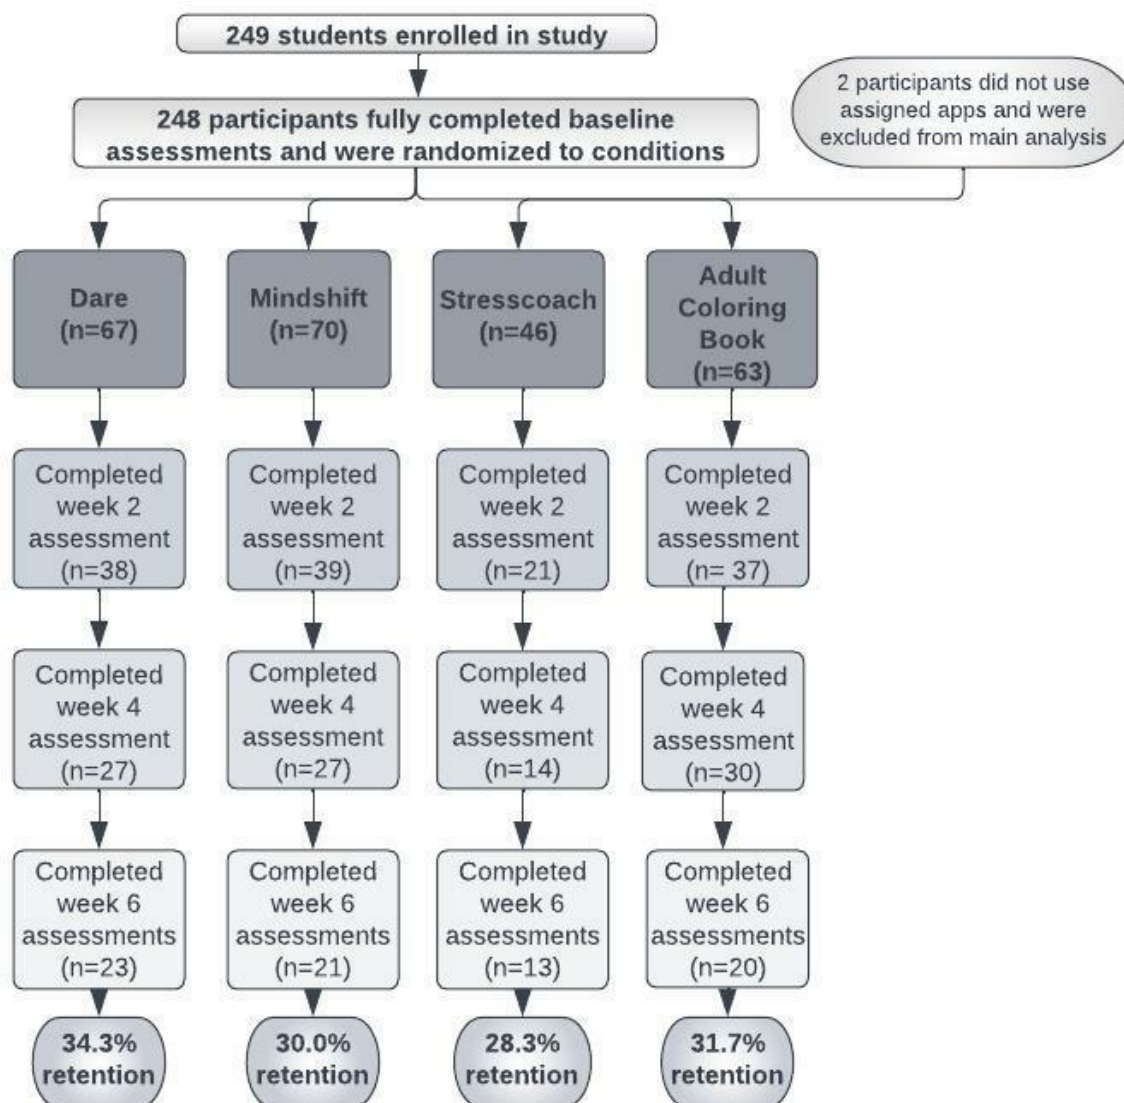 249 students enrolled in study
2 participants did not use
assigned apps and were
excluded from main analysis
248 participants fully completed baseline
assessments and were randomized to conditions
Dare
(n=67)
Mindshift
(n=70)
Stresscoach
(n=46)
Adult
Coloring
Book
(n=63)
Completed
week 2
assessment
(n=38)
Completed
week 2
assessment
(n=39)
Completed
week 2
assessment
(n=21)
Completed
week 2
assessment
(n= 37)
Completed
week 4
assessment
(n=27)
Completed
week 4
assessment
(n=27)
Completed
week 4
assessment
(n=14)
Completed
week 4
assessment
(n=30)
Completed
week 6
assessments
(n=23)
Completed
week 6
assessments
(n=21)
Completed
week 6
assessments
(n=13)
Completed
week 6
assessments
(n=20)
34.3%
retention
30.0%
retention
28.3%
retention
31.7%
retention